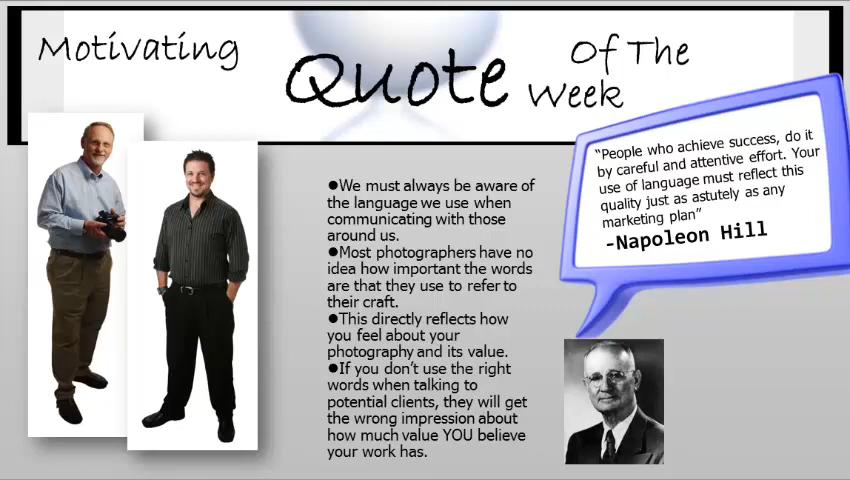 Motivating
Quote
Of The
Week
●We must always be aware of
the language we use when
communicating with those
around us.
●Most photographers have no
idea how important the words
are that they use to refer to
their craft.
●This directly reflects how
you feel about your
photography and its value.
●If you don't use the right
words when talking to
potential clients, they will get
the wrong impression about
how much value YOU believe
your work has.
“People who achieve success, do it
by careful and attentive effort. Your
use of language must reflect this
quality just as astutely as any
marketing plan”
-Napoleon Hill